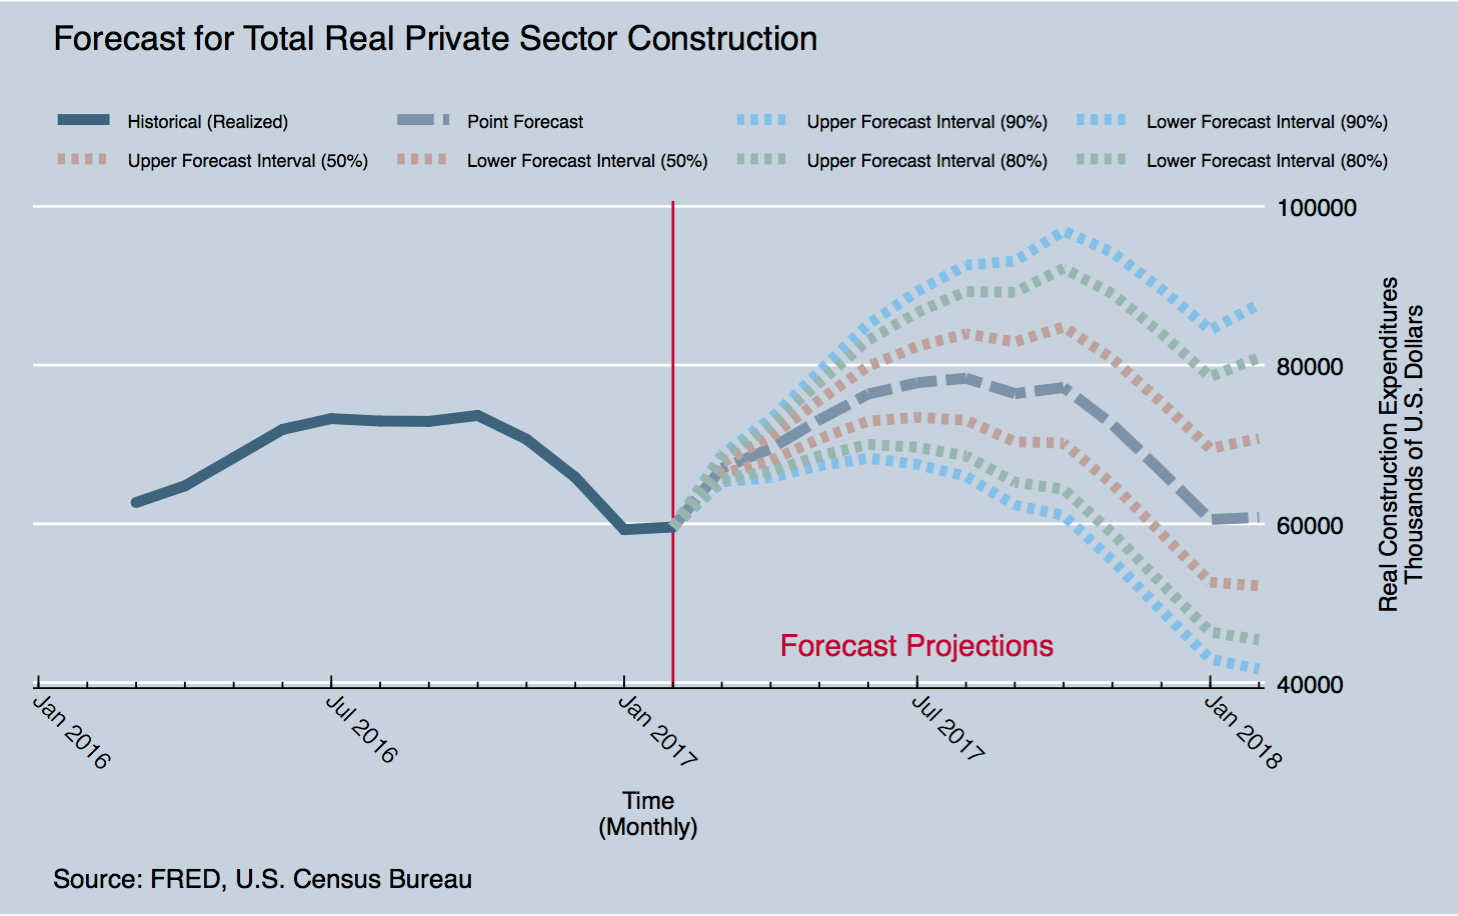 Forecast for Total Real Private Sector Construction
Historical (Realized)
Point Forecast
Upper Forecast Interval (90%)
Lower Forecast Interval (90%)
Upper Forecast Interval (50%)
Lower Forecast Interval (50%)
Upper Forecast Interval (80%)
Lower Forecast Interval (80%)
100000
80000
60000
40000
Real Construction Expenditures
Thousands of U.S. Dollars
Forecast Projections
Jan 2016
Jul 2016
Jan 2017
Jul 2017
Jan 2018
Time
(Monthly)
Source: FRED, U.S. Census Bureau